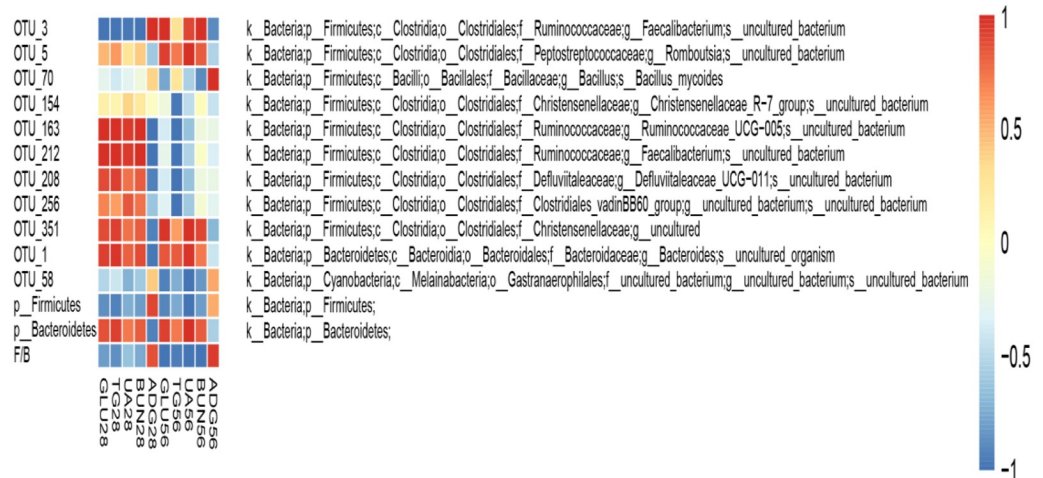 OTU_3 k__Bacteria;p__Firmicutes;c__Clostridia;o__Clostridiales;f__Ruminococcaceae;g__Faecalibacterium;s__uncultured_bacterium
OTU_5 k__Bacteria;p__Firmicutes;c__Clostridia;o__Clostridiales;f__Peptostreptococcaceae;g__Romboutsia;s__uncultured_bacterium
OTU_70 k__Bacteria;p__Firmicutes;c__Bacilli;o__Bacillales;f__Bacillaceae;g__Bacillus;s__Bacillus_mycoides
OTU_154 k__Bacteria;p__Firmicutes;c__Clostridia;o__Clostridiales;f__Christensenellaceae;g__Christensenellaceae_R-7_group;s__uncultured_bacterium
OTU_163 k__Bacteria;p__Firmicutes;c__Clostridia;o__Clostridiales;f__Ruminococcaceae;g__Ruminococcaceae_UCG-005;s__uncultured_bacterium
OTU_212 k__Bacteria;p__Firmicutes;c__Clostridia;o__Clostridiales;f__Ruminococcaceae;g__Faecalibacterium;s__uncultured_bacterium
OTU_208 k__Bacteria;p__Firmicutes;c__Clostridia;o__Clostridiales;f__Defluviitaleaceae;g__Defluviitaleaceae_UCG-011;s__uncultured_bacterium
OTU_256 k__Bacteria;p__Firmicutes;c__Clostridia;o__Clostridiales;f__Clostridiales_vadinBB60_group;g__uncultured_bacterium;s__uncultured_bacterium
OTU_351 k__Bacteria;p__Firmicutes;c__Clostridia;o__Clostridiales;f__Christensenellaceae;g__uncultured
OTU_1 k__Bacteria;p__Bacteroidetes;c__Bacteroidia;o__Bacteroidales;f__Bacteroidaceae;g__Bacteroides;s__uncultured_organism
OTU_58 k__Bacteria;p__Cyanobacteria;c__Melainabacteria;o__Gastranaerophilales;f__uncultured_bacterium;g__uncultured_bacterium;s__uncultured_bacterium
p__Firmicutes k__Bacteria;p__Firmicutes;
p__Bacteroidetes k__Bacteria;p__Bacteroidetes;
F/B
GLU28
TG28
UA28
BUN28
ADG28
GLU56
TG56
UA56
BUN56
ADG56
1
0.5
0
-0.5
-1